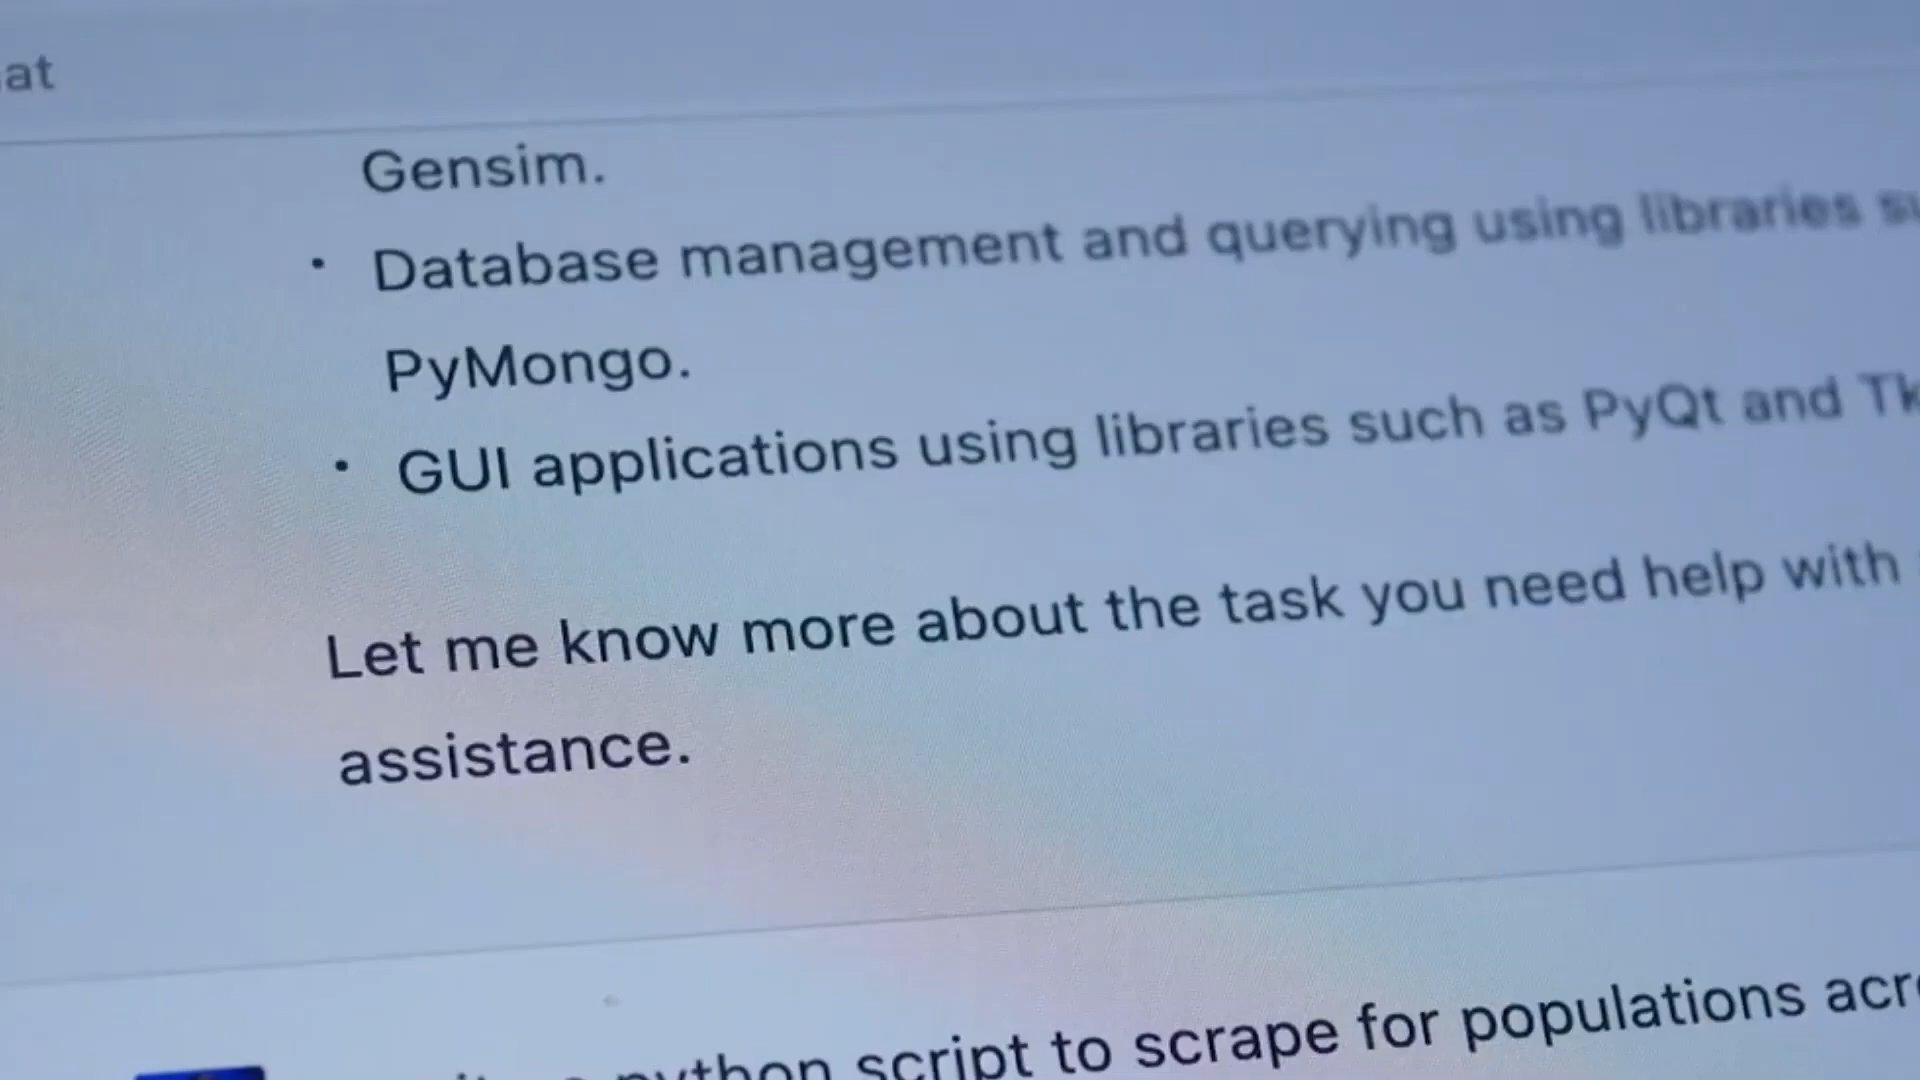 Gensim.
• Database management and querying using libraries
PyMongo.
• GUI applications using libraries such as PyQt and
Let me know more about the task you need help with
assistance.
python script to scrape for populations